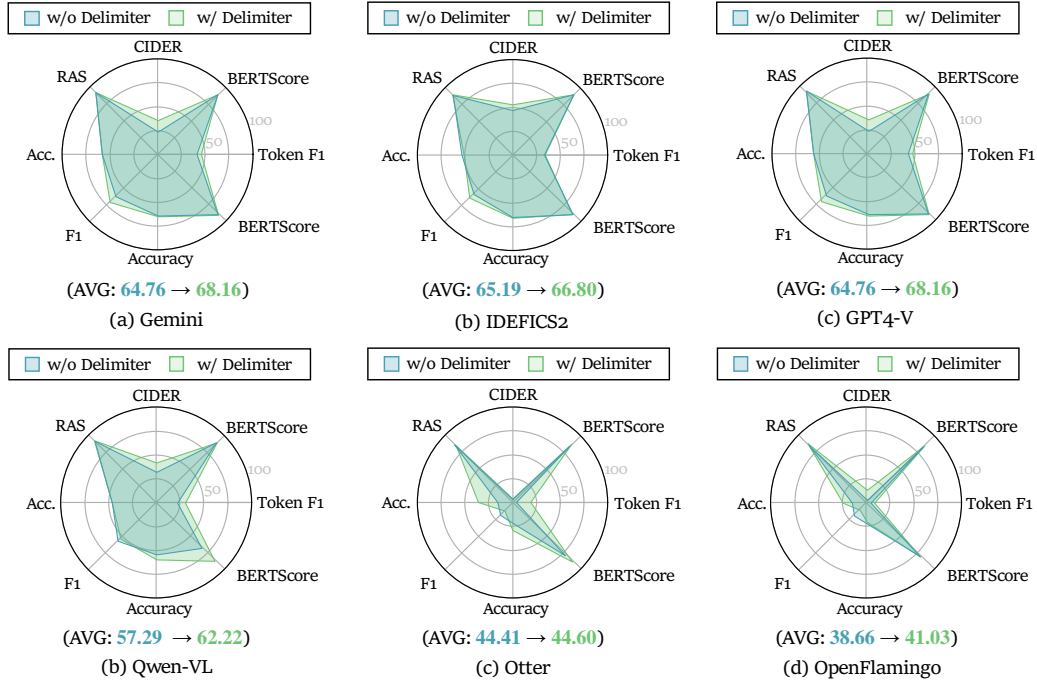 w/o Delimiter w/ Delimiter
CIDER
RAS
BERTScore
100
50
Acc.
Token F1
F1
BERTScore
Accuracy
(AVG: 64.76 → 68.16)
(a) Gemini
w/o Delimiter w/ Delimiter
CIDER
RAS
BERTScore
100
50
Acc.
Token F1
F1
BERTScore
Accuracy
(AVG: 65.19 → 66.80)
(b) IDEFICS2
w/o Delimiter w/ Delimiter
CIDER
RAS
BERTScore
100
50
Acc.
Token F1
F1
BERTScore
Accuracy
(AVG: 64.76 → 68.16)
(c) GPT4-V
w/o Delimiter w/ Delimiter
CIDER
RAS
BERTScore
100
50
Acc.
Token F1
F1
BERTScore
Accuracy
(AVG: 57.29 → 62.22)
(b) Qwen-VL
w/o Delimiter w/ Delimiter
CIDER
RAS
BERTScore
100
50
Acc.
Token F1
F1
BERTScore
Accuracy
(AVG: 44.41 → 44.60)
(c) Otter
w/o Delimiter w/ Delimiter
CIDER
RAS
BERTScore
100
50
Acc.
Token F1
F1
BERTScore
Accuracy
(AVG: 38.66 → 41.03)
(d) OpenFlamingo